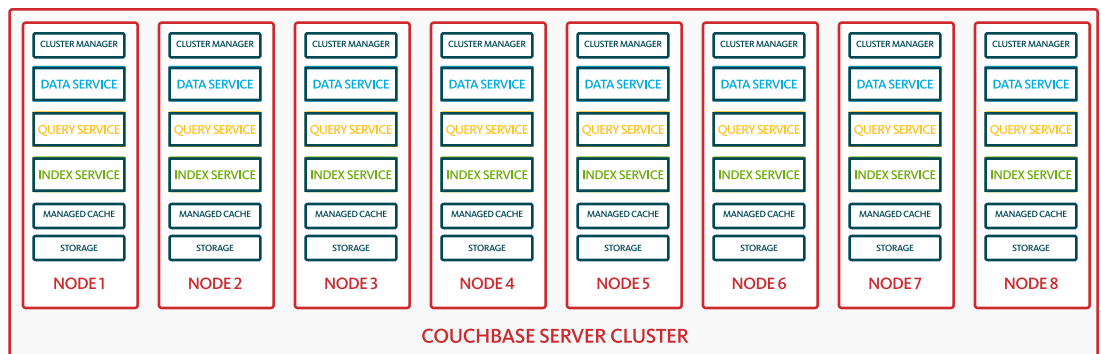 CLUSTER MANAGER CLUSTER MANAGER CLUSTER MANAGER CLUSTER MANAGER CLUSTER MANAGER CLUSTER MANAGER CLUSTER MANAGER CLUSTER MANAGER
DATA SERVICE DATA SERVICE DATA SERVICE DATA SERVICE DATA SERVICE DATA SERVICE DATA SERVICE DATA SERVICE
QUERY SERVICE QUERY SERVICE QUERY SERVICE QUERY SERVICE QUERY SERVICE QUERY SERVICE QUERY SERVICE QUERY SERVICE
INDEX SERVICE INDEX SERVICE INDEX SERVICE INDEX SERVICE INDEX SERVICE INDEX SERVICE INDEX SERVICE INDEX SERVICE
MANAGED CACHE MANAGED CACHE MANAGED CACHE MANAGED CACHE MANAGED CACHE MANAGED CACHE MANAGED CACHE MANAGED CACHE
STORAGE STORAGE STORAGE STORAGE STORAGE STORAGE STORAGE STORAGE
NODE 1 NODE 2 NODE 3 NODE 4 NODE 5 NODE 6 NODE 7 NODE 8
COUCHBASE SERVER CLUSTER